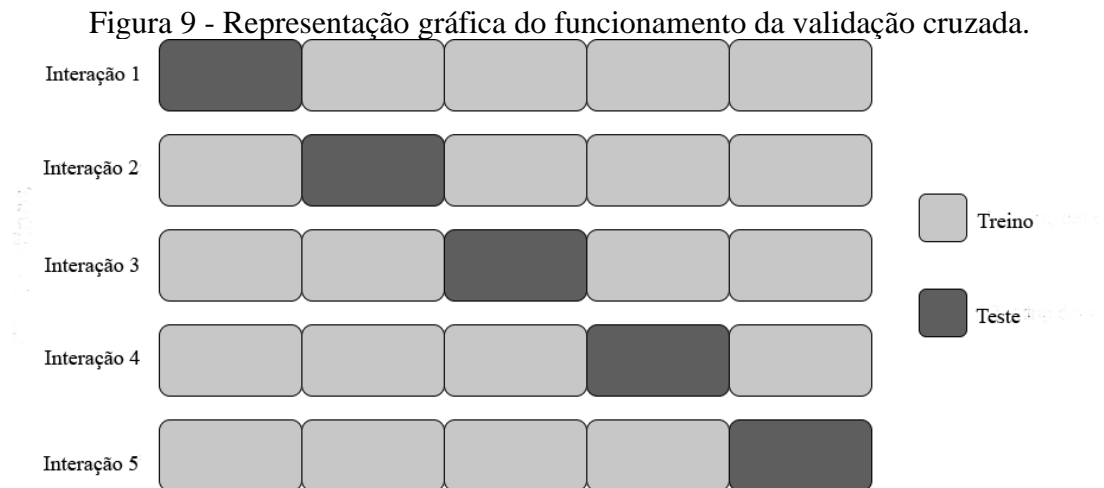 Figura 9 - Representação gráfica do funcionamento da validação cruzada.
Interação 1
Interação 2
Interação 3
Interação 4
Interação 5
Treino
Teste